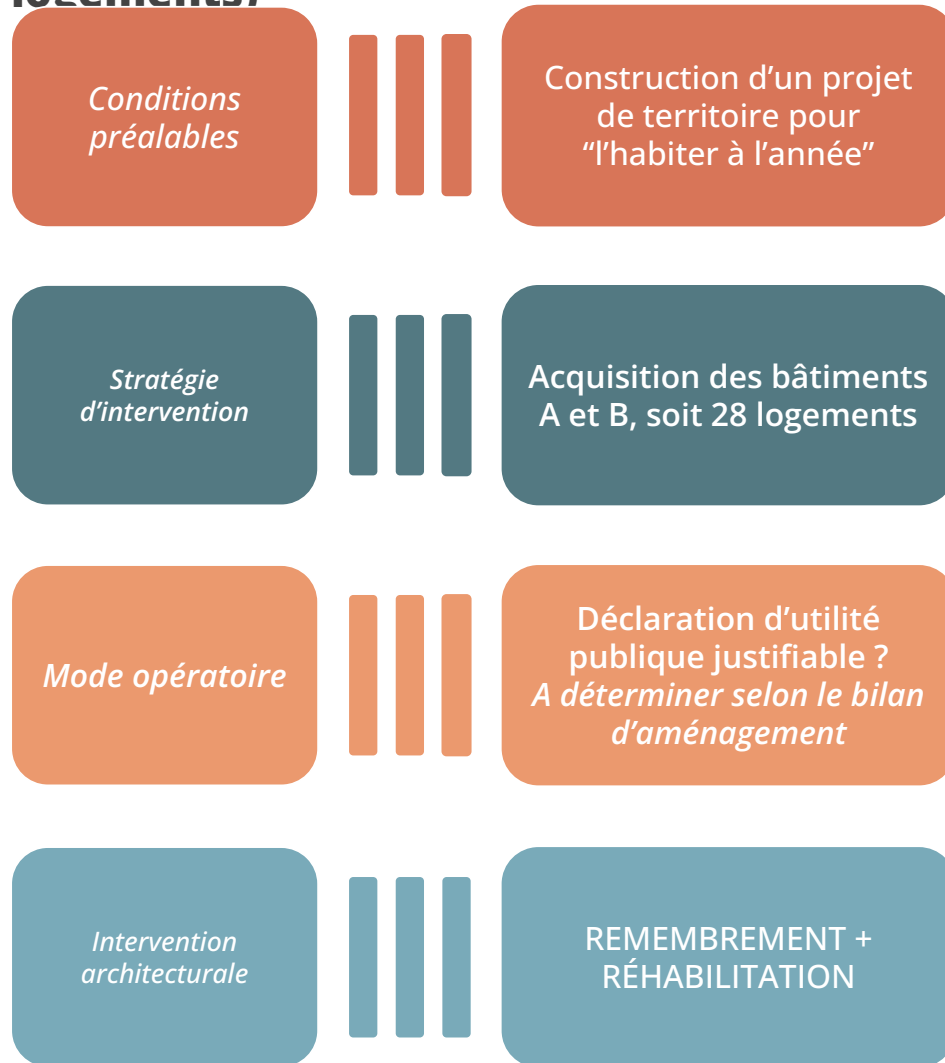 logements)
Conditions
préalables
Construction d’un projet
de territoire pour
“l’habiter à l’année”
Stratégie
d’intervention
Acquisition des bâtiments
A et B, soit 28 logements
Mode opératoire
Déclaration d’utilité
publique justifiable ?
A déterminer selon le bilan
d’aménagement
Intervention
architecturale
REMEMBREMENT +
RÉHABILITATION